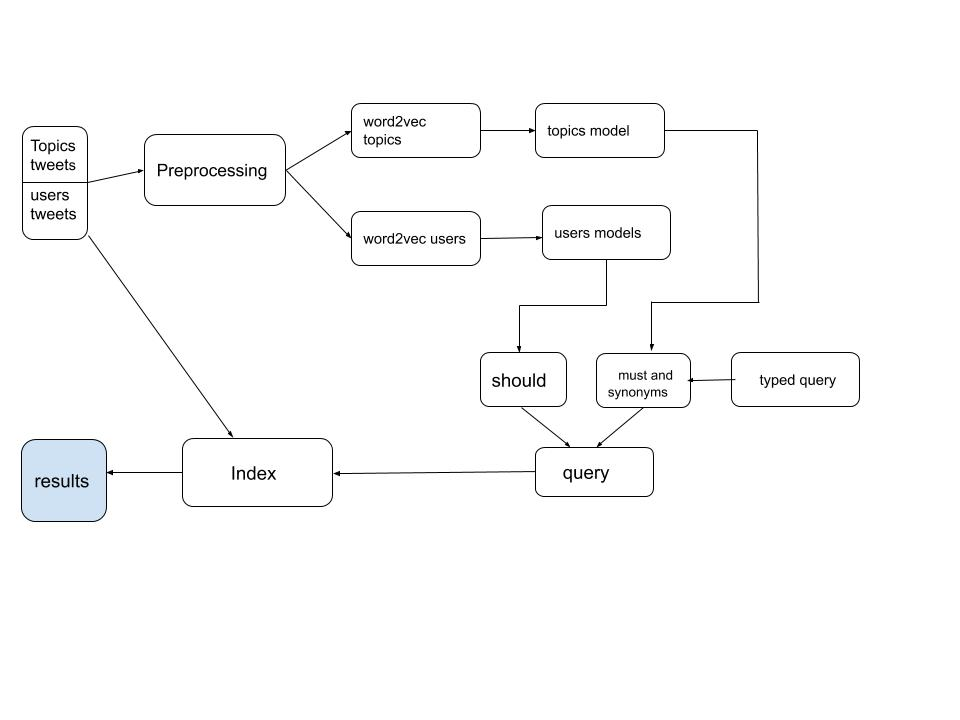 Topics
tweets
users
tweets
Preprocessing
word2vec
topics
topics model
word2vec users
users models
should
must and
synonyms
typed query
results
Index
query